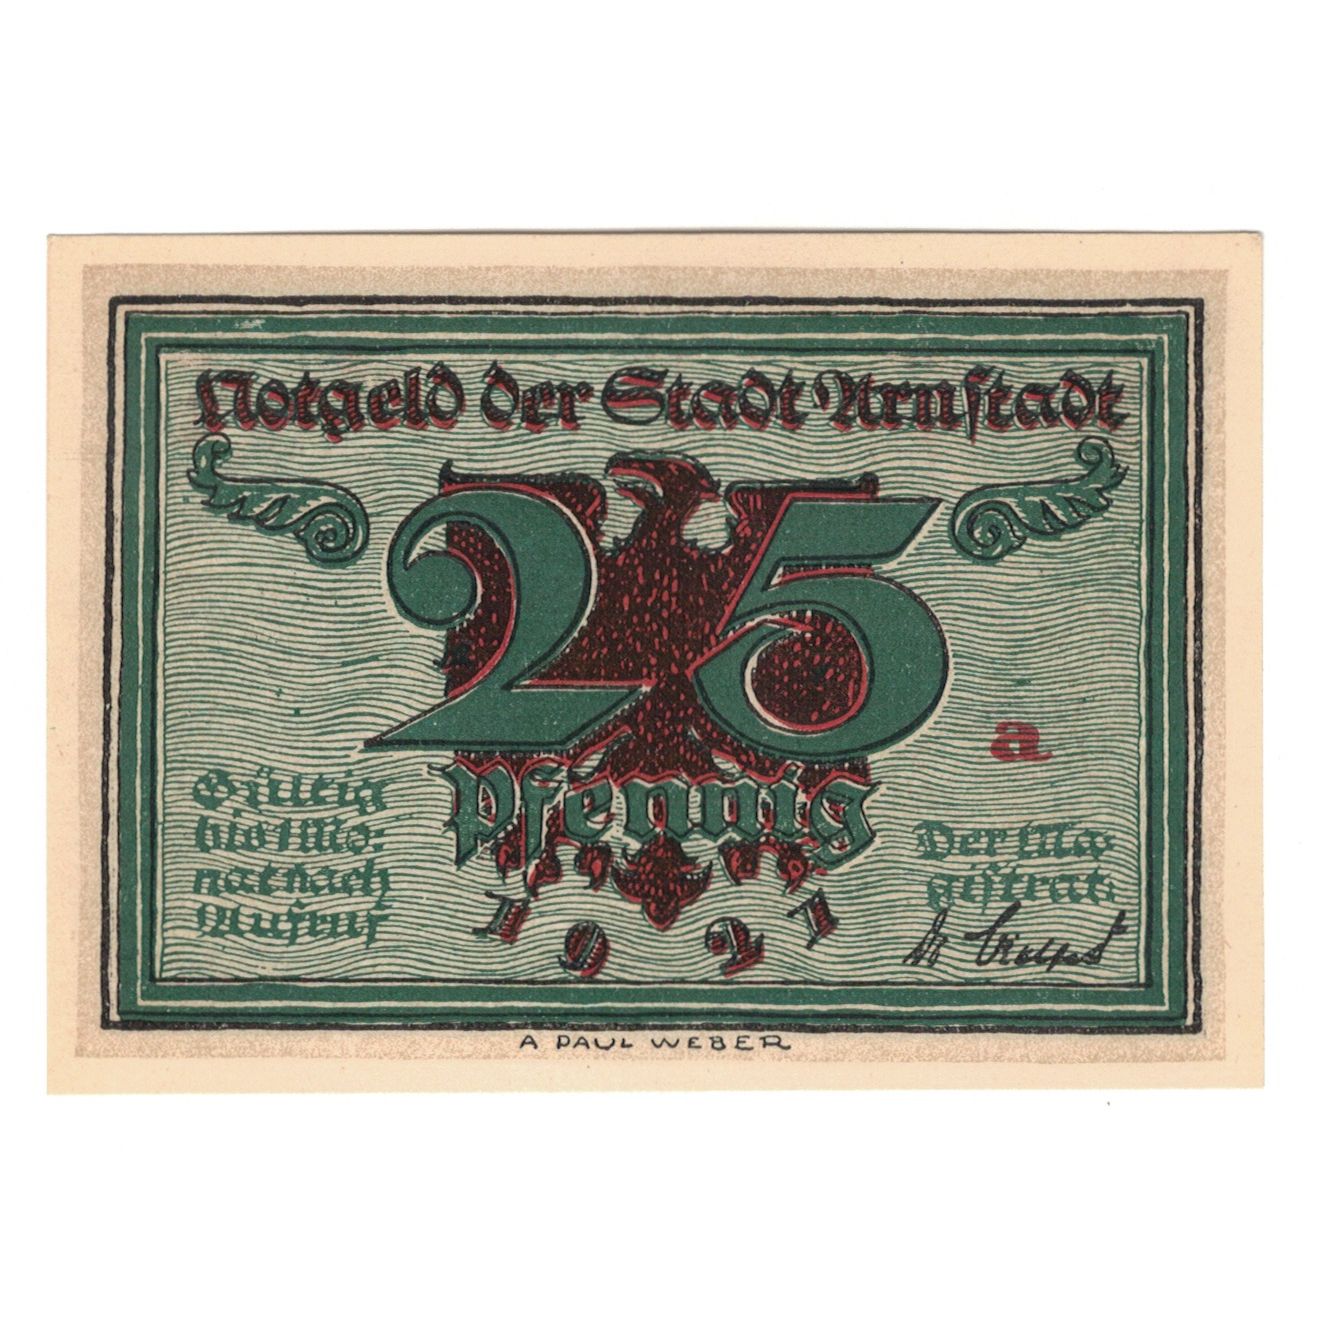 Notgeld der Stadt Arnstadt
25
a
Pfennig
Gültig
bis 1 Mo:
nat nach
Aufruf
Der Ma
gistrat:
1921
A PAUL WEBER